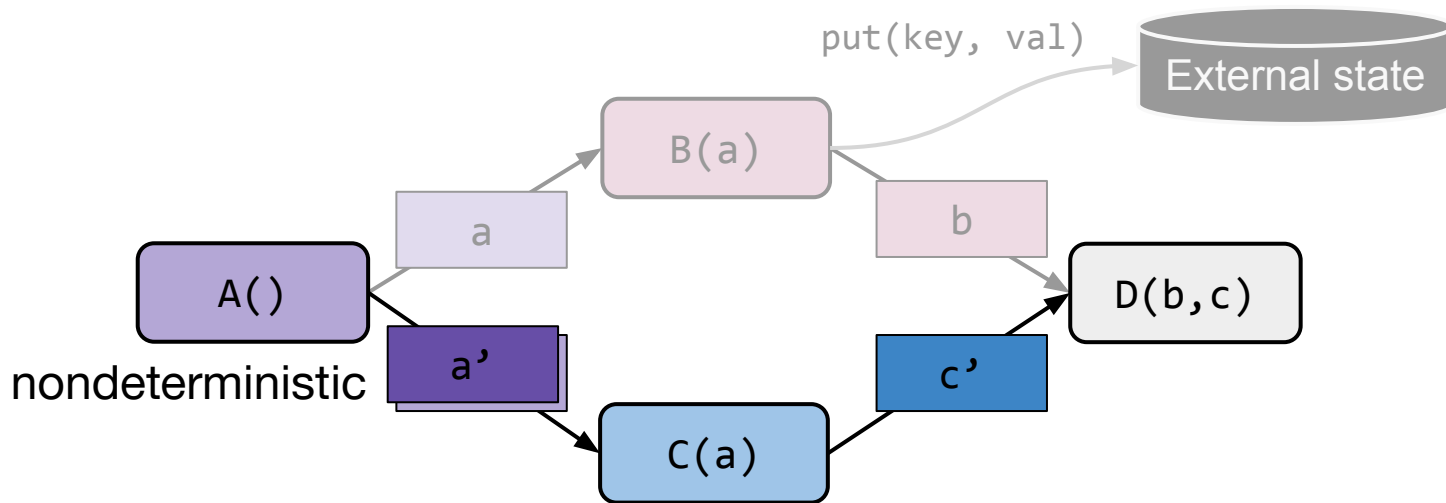 put(key, val)
External state
B(a)
a
b
A()
D(b,c)
nondeterministic
a’
c’
C(a)